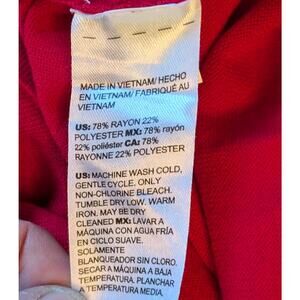 MADE IN VIETNAM/ HECHO
EN VIETNAM/ FABRIQUÉ AU
VIETNAM
US: 78% RAYON 22%
POLYESTER MX: 78% rayón
22% poliéster CA: 78%
RAYONNE 22% POLYESTER
US: MACHINE WASH COLD,
GENTLE CYCLE. ONLY
NON-CHLORINE BLEACH.
TUMBLE DRY LOW. WARM
IRON. MAY BE DRY
CLEANED MX: LAVAR A
MÁQUINA CON AGUA FRÍA
EN CICLO SUAVE.
SOLAMENTE
BLANQUEADOR SIN CLORO.
SECAR A MÁQUINA A BAJA
TEMPERATURA. PLANCHAR
A TEMPERATURA MEDIA.